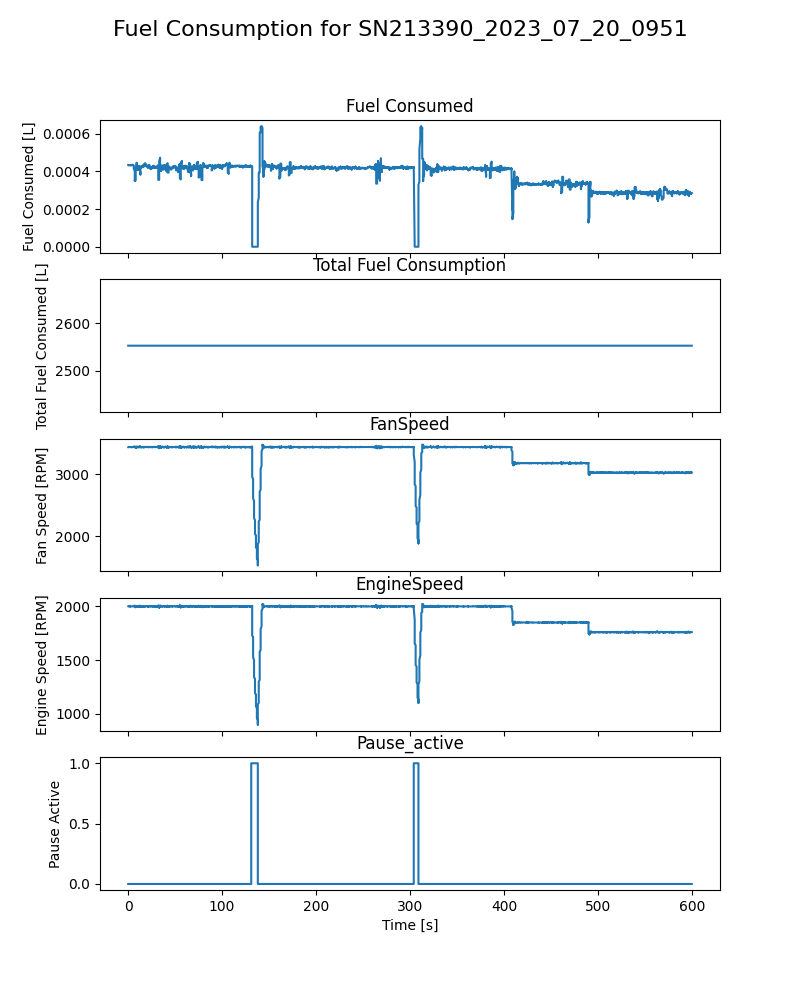 Fuel Consumption for SN213390_2023_07_20_0951
Fuel Consumed
Fuel Consumed [L]
0.0006
0.0004
0.0002
0.0000
Total Fuel Consumption
Total Fuel Consumed [L]
2600
2500
FanSpeed
Fan Speed [RPM]
3000
2000
EngineSpeed
Engine Speed [RPM]
2000
1500
1000
Pause_active
Pause Active
1.0
0.5
0.0
0 100 200 300 400 500 600
Time [s]